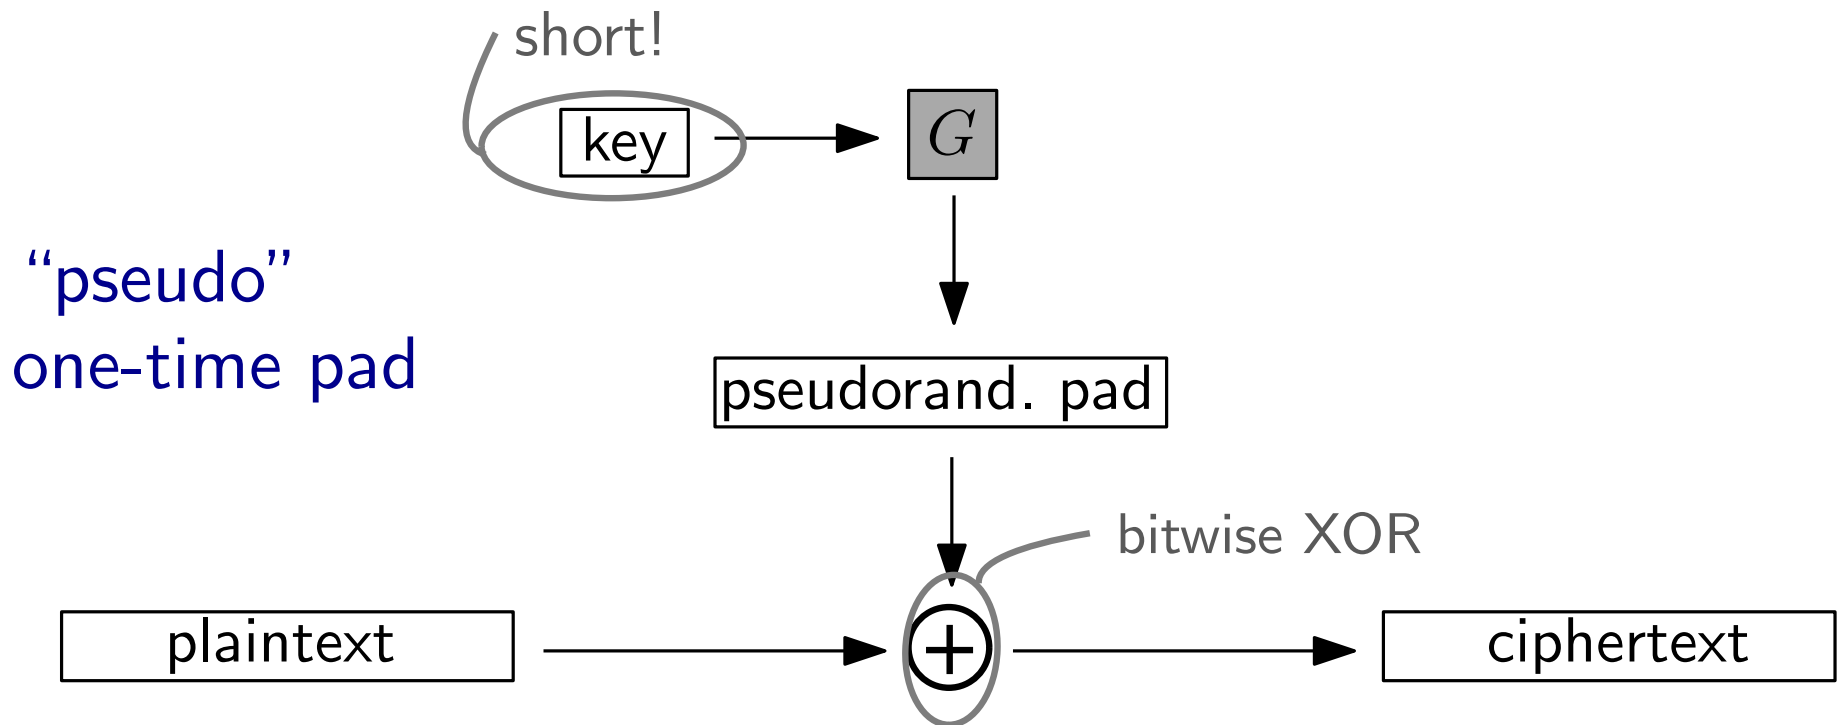 short!
key
G
“pseudo”
one-time pad
pseudorand. pad
bitwise XOR
plaintext
+
ciphertext